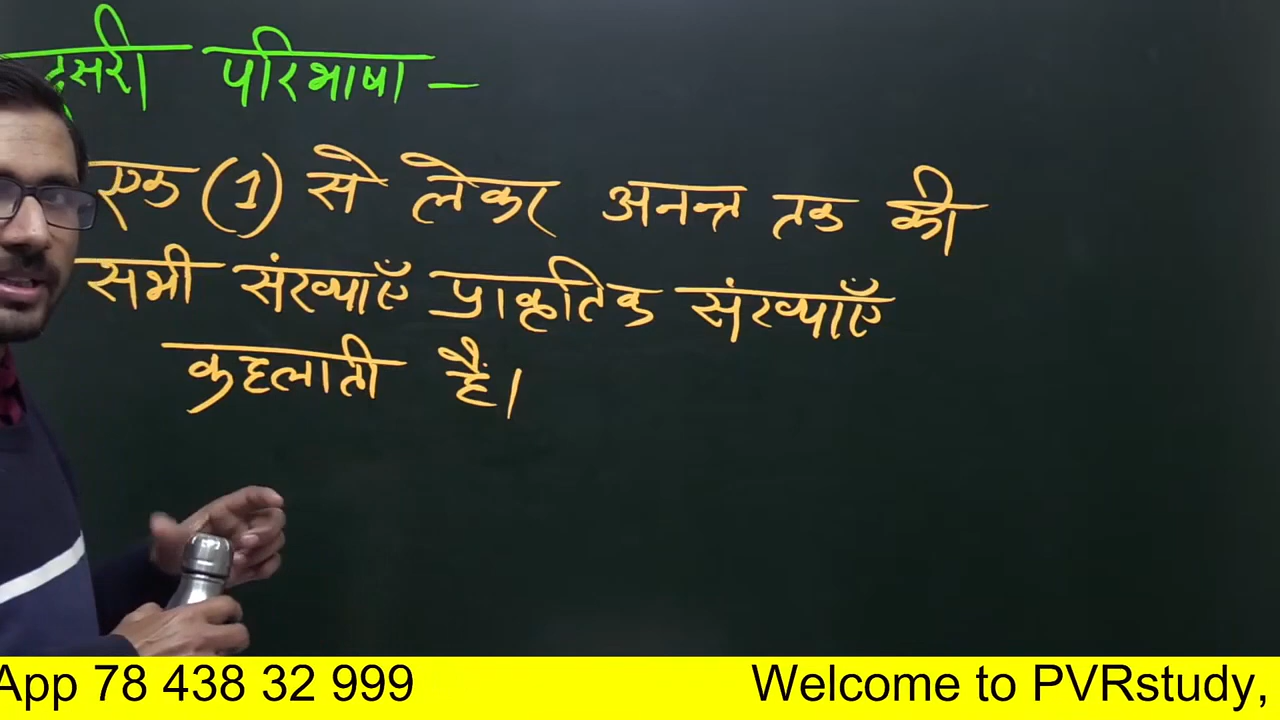 दूसरी परिभाषा -
एक (1) से लेकर अनन्त तक की
सभी संख्याएँ प्राकृतिक संख्याएँ
कहलाती हैं।
App 78 438 32 999 Welcome to PVRstudy,